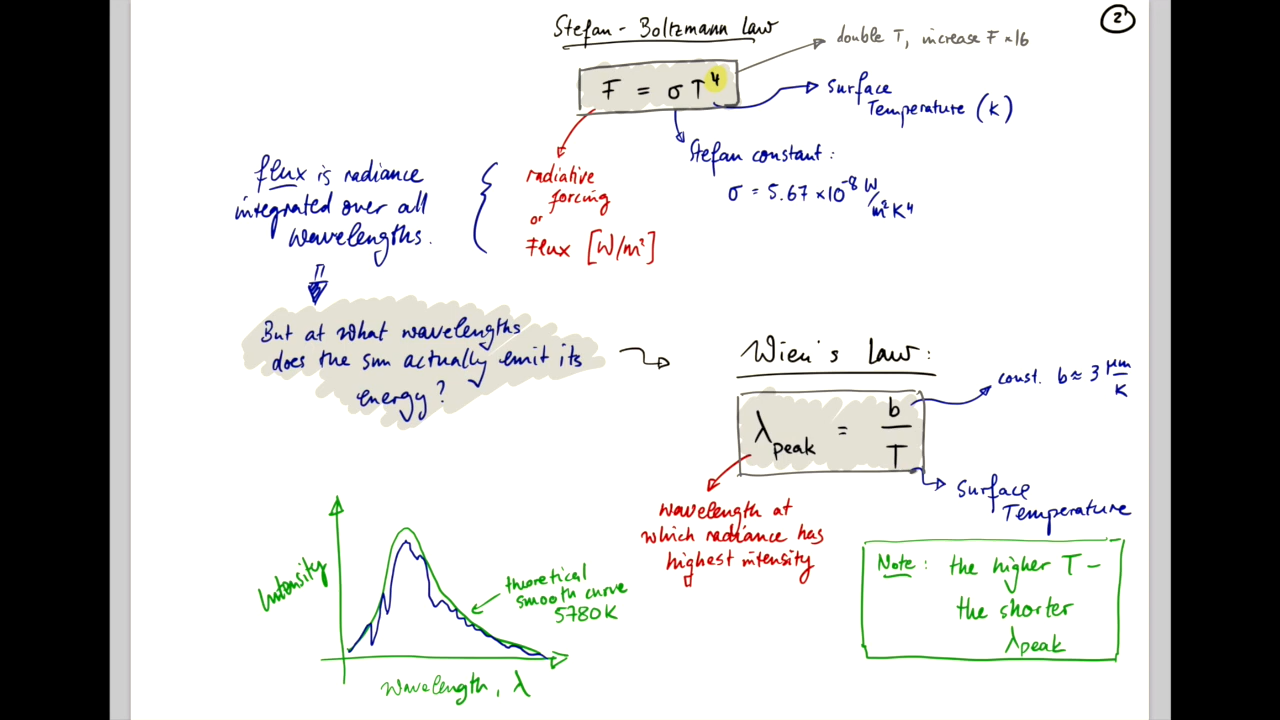 2
Stefan - Boltzmann Law
double T, increase F ×16
F = σ T⁴
Surface
Temperature (K)
Stefan constant :
σ = 5.67 ×10⁻⁸ W/m²K⁴
flux is radiance
integrated over all
wavelengths.
radiative
forcing
or
Flux [W/m²]
But at what wavelengths
does the sun actually emit its
energy?
Wien's Law :
const. b ≈ 3 μm/K
λpeak = b/T
Surface
Temperature
wavelength at
which radiance has
highest intensity
Note : the higher T –
the shorter
λpeak
Intensity
theoretical
smooth curve
5780K
Wavelength, λ